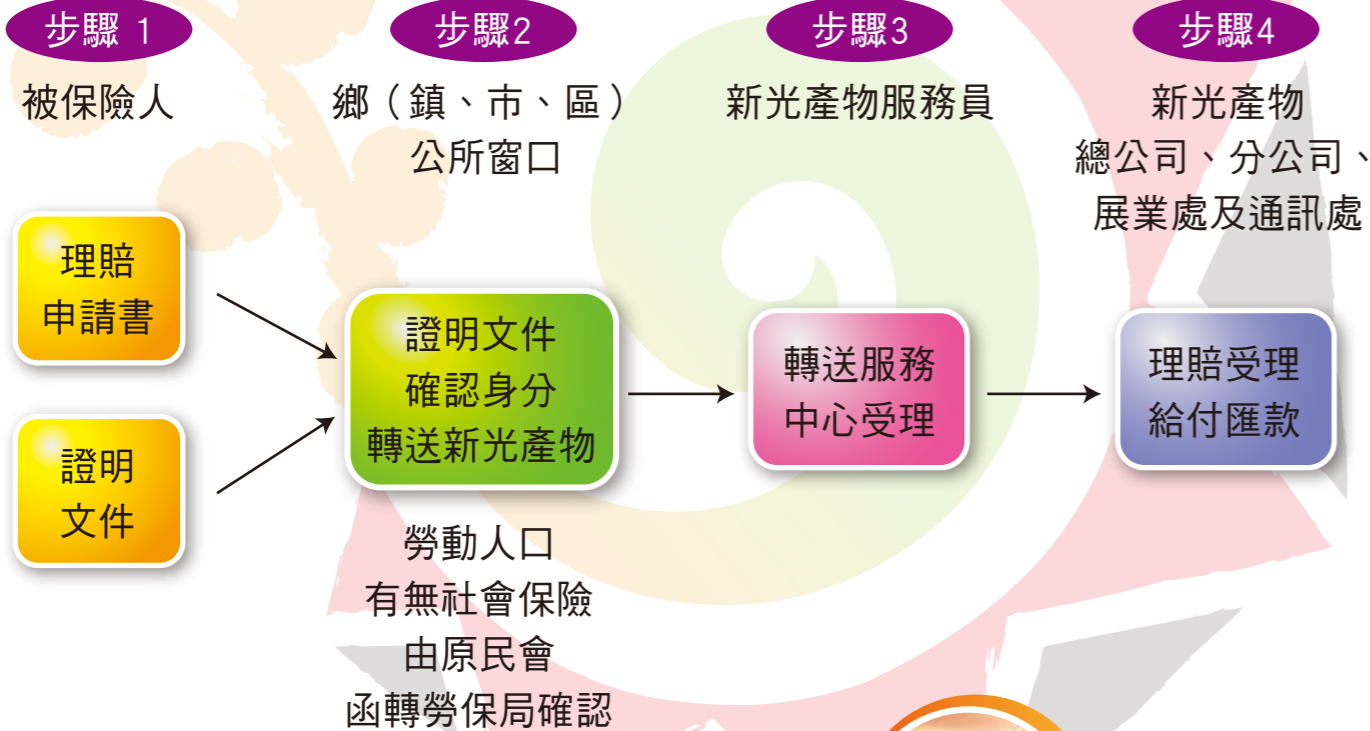 步驟 1
被保險人
理賠
申請書
證明
文件
步驟2
鄉（鎮、市、區）
公所窗口
證明文件
確認身分
轉送新光產物
勞動人口
有無社會保險
由原民會
函轉勞保局確認
步驟3
新光產物服務員
轉送服務
中心受理
步驟4
新光產物
總公司、分公司、
展業處及通訊處
理賠受理
給付匯款